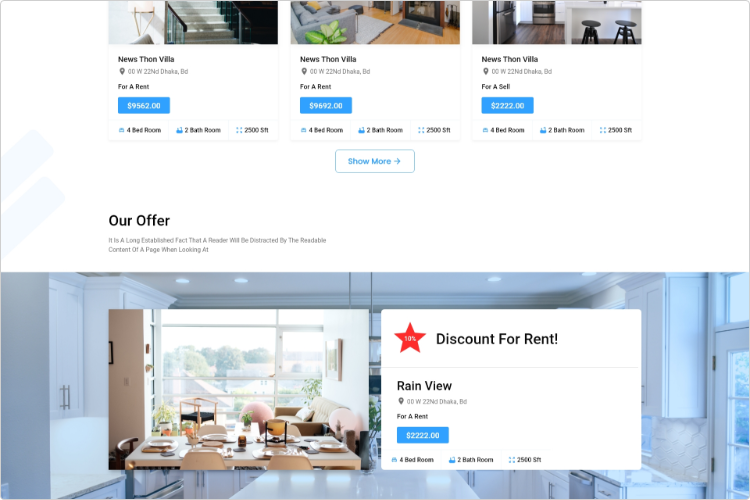 News Thon Villa
00 W 22Nd Dhaka, Bd
For A Rent
$9562.00
4 Bed Room
2 Bath Room
2500 Sft
News Thon Villa
00 W 22Nd Dhaka, Bd
For A Rent
$9692.00
4 Bed Room
2 Bath Room
2500 Sft
News Thon Villa
00 W 22Nd Dhaka, Bd
For A Sell
$2222.00
4 Bed Room
2 Bath Room
2500 Sft
Show More →
Our Offer
It Is A Long Established Fact That A Reader Will Be Distracted By The Readable
Content Of A Page When Looking At
10%
Discount For Rent!
Rain View
00 W 22Nd Dhaka, Bd
For A Rent
$2222.00
4 Bed Room
2 Bath Room
2500 Sft